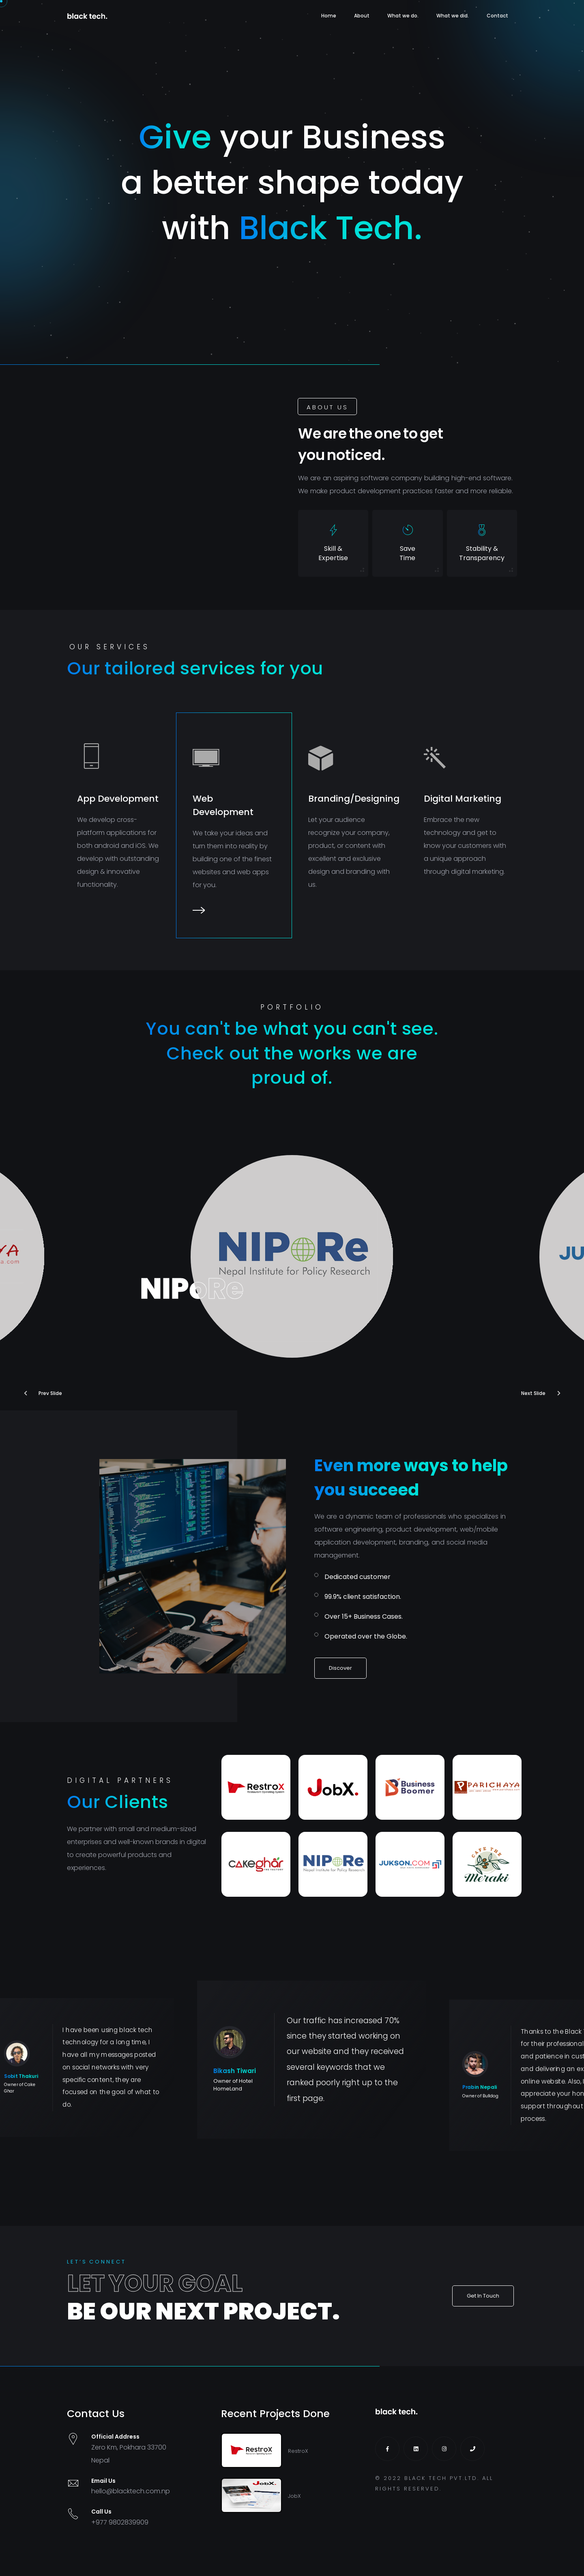 black tech.
Home About What we do. What we did. Contact
Give your Business
a better shape today
with Black Tech.
ABOUT US
We are the one to get
you noticed.
We are an aspiring software company building high-end software.
We make product development practices faster and more reliable.
Skill &
Expertise
Save
Time
Stability &
Transparency
OUR SERVICES
Our tailored services for you
App Development
We develop cross-
platform applications for
both android and iOS. We
develop with outstanding
design & innovative
functionality.
Web
Development
We take your ideas and
turn them into reality by
building one of the finest
websites and web apps
for you.
Branding/Designing
Let your audience
recognize your company,
product, or content with
excellent and exclusive
design and branding with
us.
Digital Marketing
Embrace the new
technology and get to
know your customers with
a unique approach
through digital marketing.
PORTFOLIO
You can't be what you can't see.
Check out the works we are
proud of.
NIPoRe
Nepal Institute for Policy Research
NIPoRe
JU
Prev Slide
Next Slide
Even more ways to help
you succeed
We are a dynamic team of professionals who specializes in
software engineering, product development, web/mobile
application development, branding, and social media
management.
Dedicated customer
99.9% client satisfaction.
Over 15+ Business Cases.
Operated over the Globe.
Discover
DIGITAL PARTNERS
Our Clients
We partner with small and medium-sized
enterprises and well-known brands in digital
to create powerful products and
experiences.
RestroX
JobX.
Business
Boomer
PARICHAYA
CAKEghar
NIPoRe
Nepal Institute for Policy Research
JUKSON.COM
CAFE THE
Meraki
Sabit Thakuri
Owner of Cake
Ghar
I have been using black tech
technology for a long time, I
have all my messages posted
on social networks with very
specific content, they are
focused on the goal of what to
do.
Bikash Tiwari
Owner of Hotel
HomeLand
Our traffic has increased 70%
since they started working on
our website and they received
several keywords that we
ranked poorly right up to the
first page.
Prabin Nepali
Owner of Bulldog
Thanks to the Black
for their professional
and patience in cust
and delivering an ex
online website. Also, I
appreciate your hon
support throughout
process.
LET'S CONNECT
LET YOUR GOAL
BE OUR NEXT PROJECT.
Get In Touch
Contact Us
Official Address
Zero Km, Pokhara 33700
Nepal
Email Us
hello@blacktech.com.np
Call Us
+977 9802839909
Recent Projects Done
RestroX
RestroX
JobX.
JobX
black tech.
© 2022 BLACK TECH PVT.LTD. ALL
RIGHTS RESERVED.